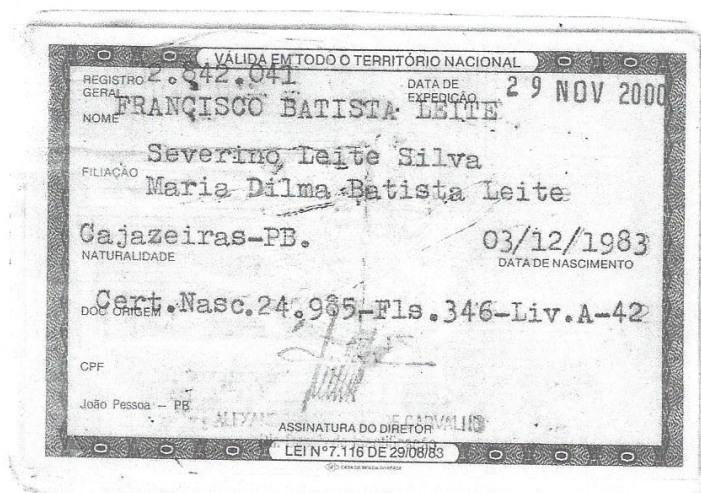 VÁLIDA EM TODO O TERRITÓRIO NACIONAL
REGISTRO GERAL 2.842.041 DATA DE EXPEDIÇÃO 29 NOV 2000
NOME FRANCISCO BATISTA LEITE
FILIAÇÃO Severino Leite Silva
Maria Dilma Batista Leite
Cajazeiras-PB. 03/12/1983
NATURALIDADE DATA DE NASCIMENTO
DOC ORIGEM Cert.Nasc.24.985-Fls.346-Liv.A-42
CPF
João Pessoa - PB
DE CARVALHO
ASSINATURA DO DIRETOR
LEI Nº 7.116 DE 29/08/83